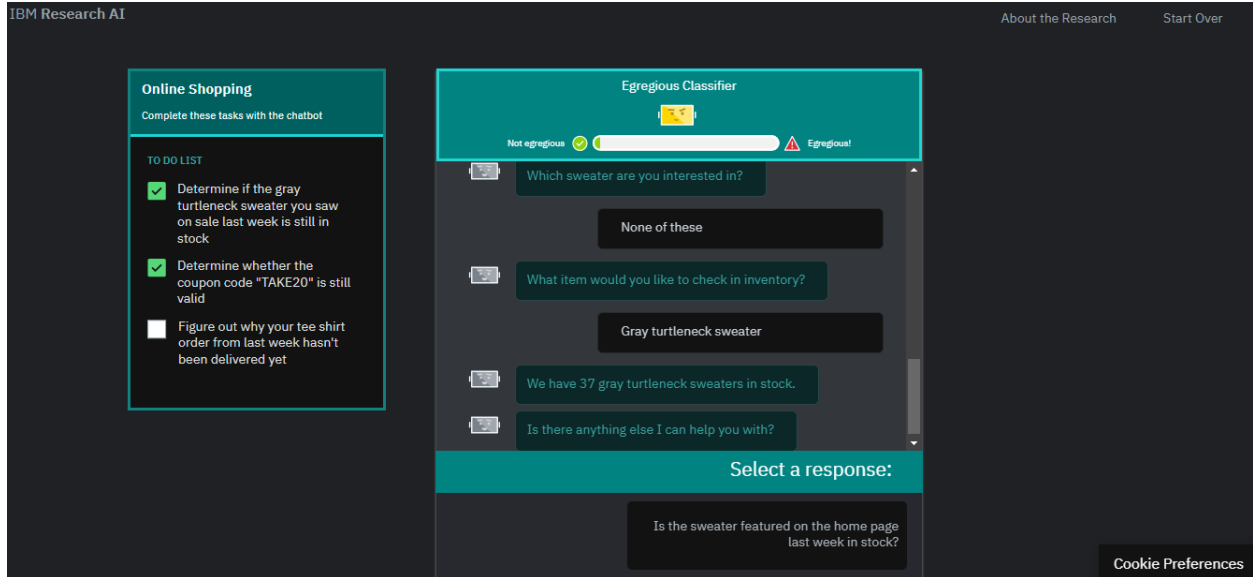 IBM Research AI
About the Research
Start Over
Online Shopping
Complete these tasks with the chatbot
TO DO LIST
Determine if the gray
turtleneck sweater you saw
on sale last week is still in
stock
Determine whether the
coupon code "TAKE20" is still
valid
Figure out why your tee shirt
order from last week hasn't
been delivered yet
Egregious Classifier
Not egregious
Egregious!
Which sweater are you interested in?
None of these
What item would you like to check in inventory?
Gray turtleneck sweater
We have 37 gray turtleneck sweaters in stock.
Is there anything else I can help you with?
Select a response:
Is the sweater featured on the home page
last week in stock?
Cookie Preferences